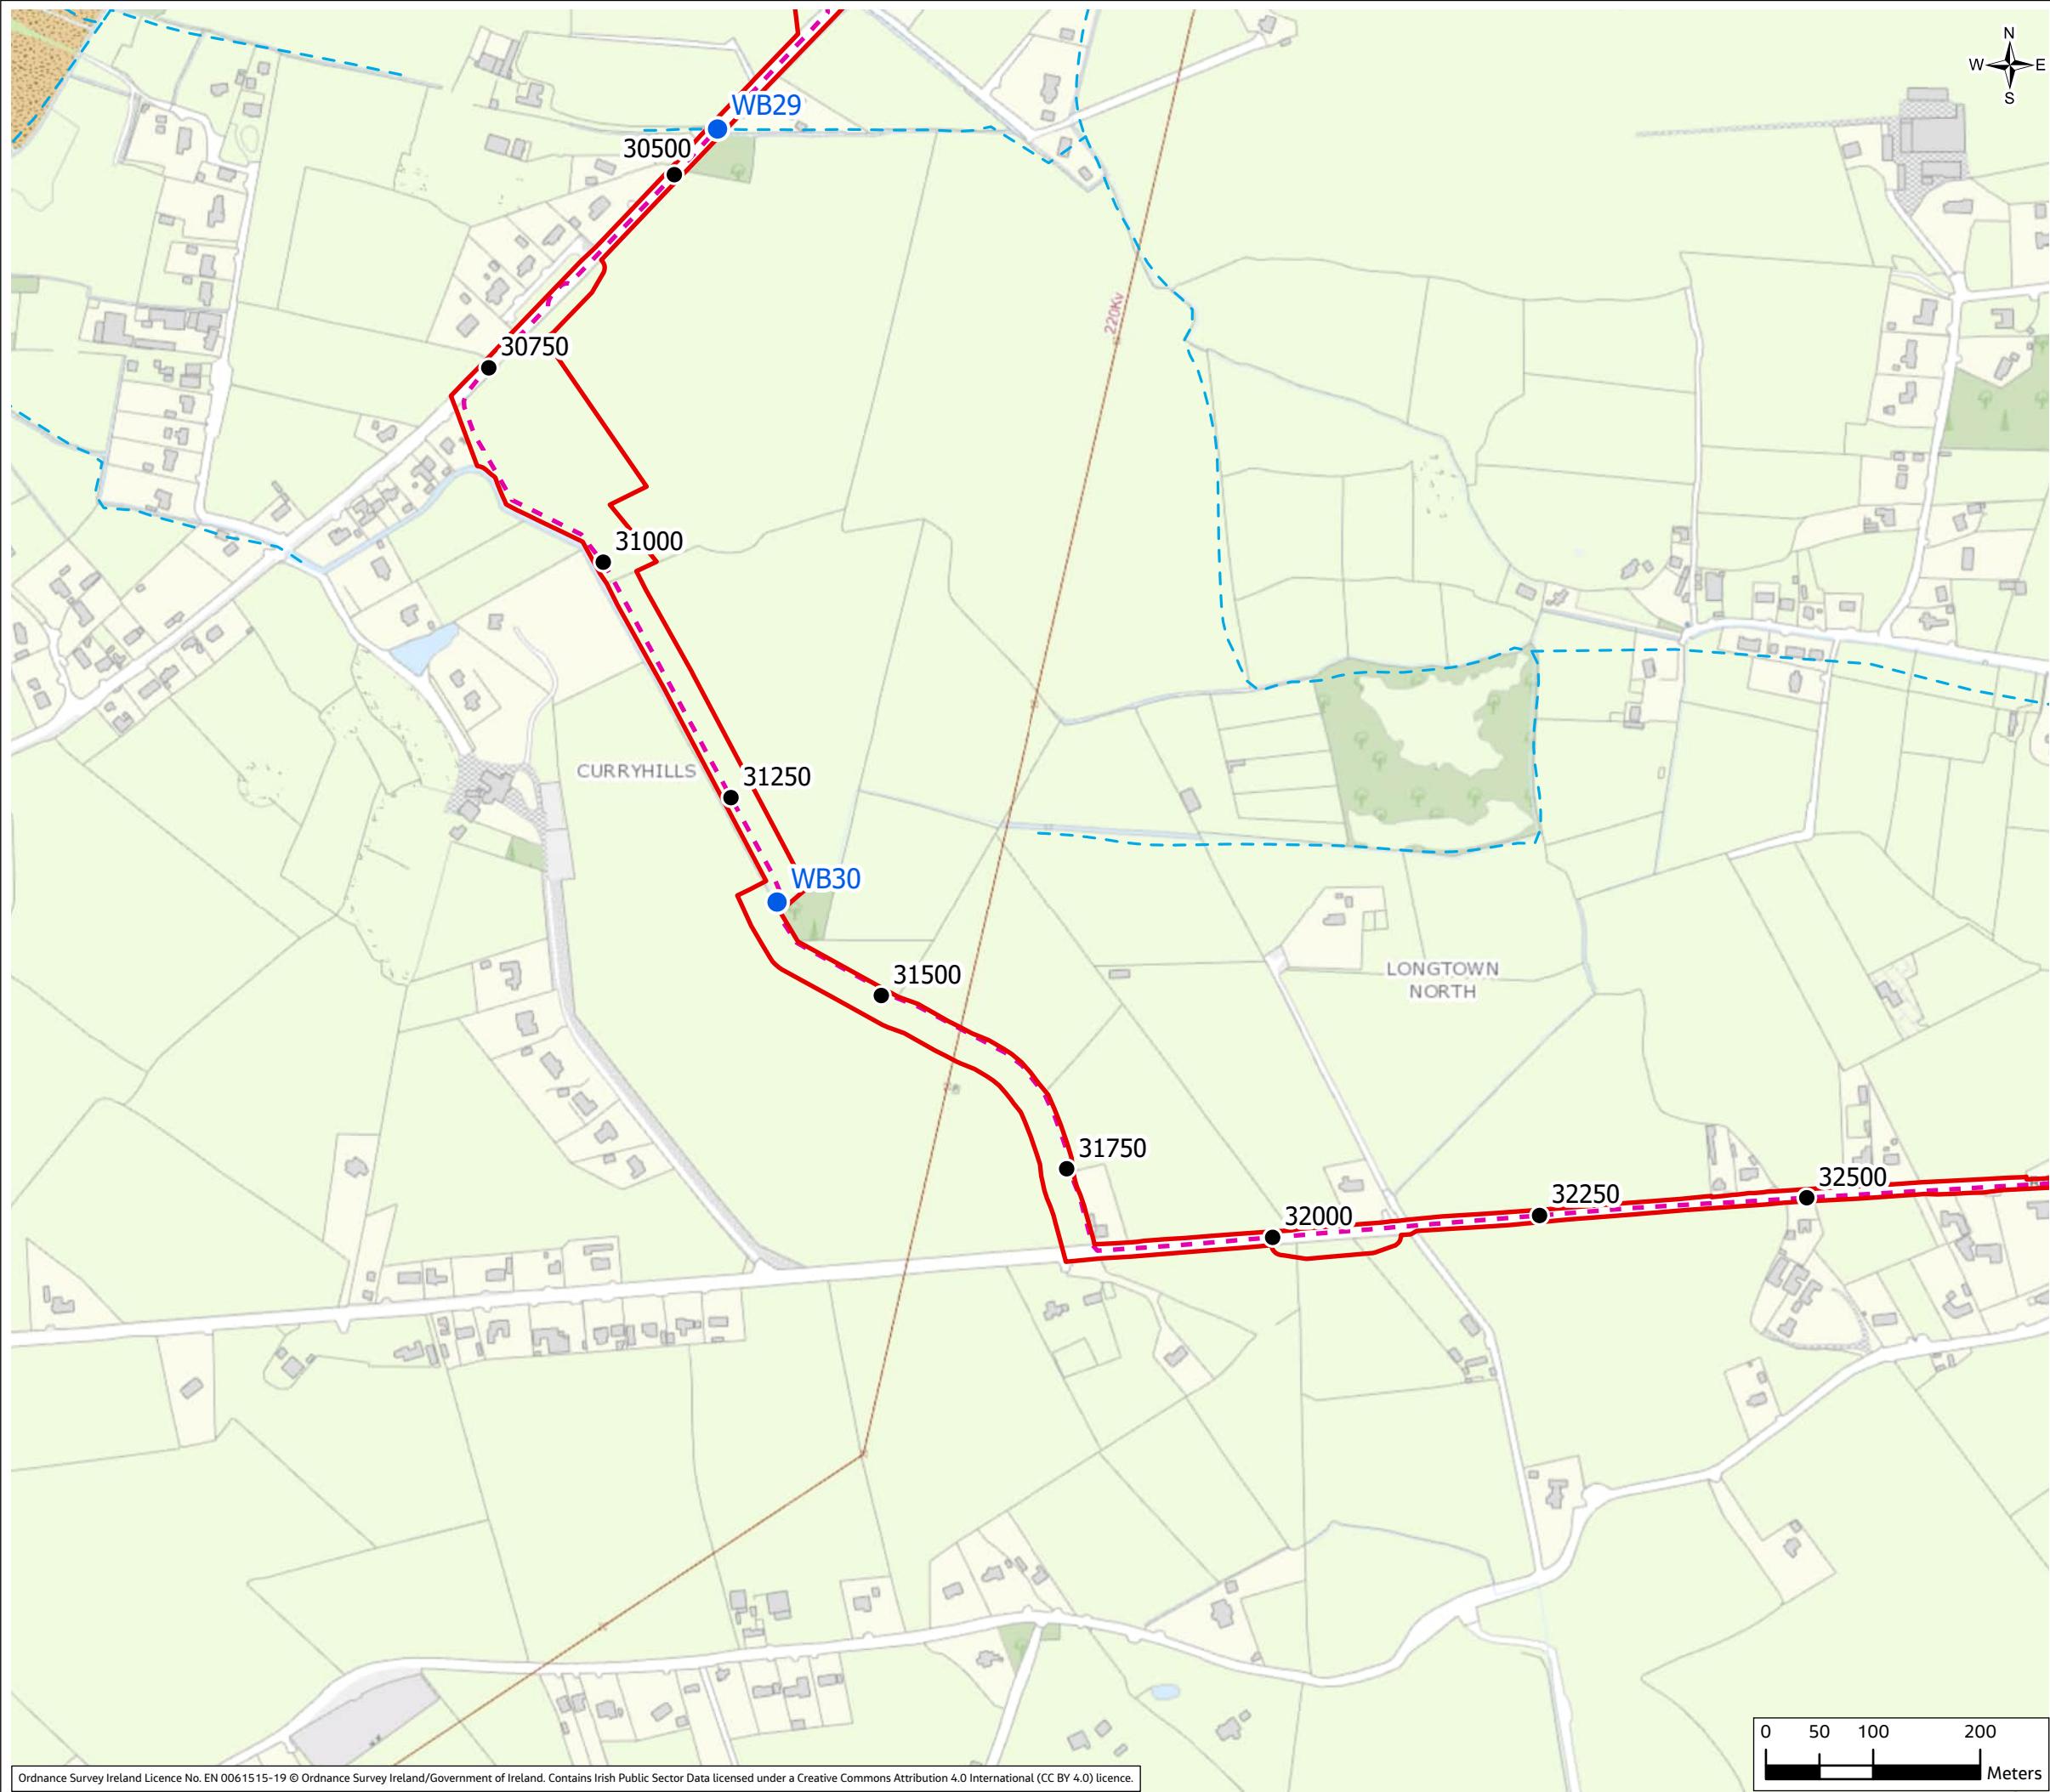 N
W E
S
WB29
30500
220Kv
30750
31000
CURRYHILLS
31250
WB30
31500
LONGTOWN
NORTH
31750
32000
32250
32500
0 50 100 200
Meters
Ordnance Survey Ireland Licence No. EN 0061515-19 © Ordnance Survey Ireland/Government of Ireland. Contains Irish Public Sector Data licensed under a Creative Commons Attribution 4.0 International (CC BY 4.0) licence.